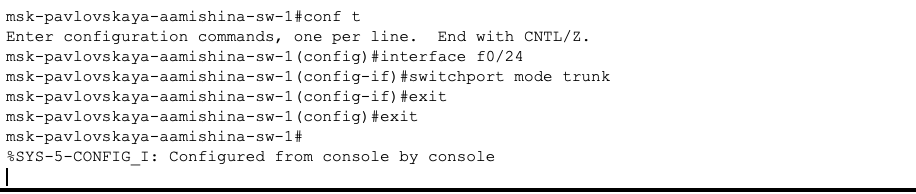 msk-pavlovskaya-aamishina-sw-1#conf t
Enter configuration commands, one per line.  End with CNTL/Z.
msk-pavlovskaya-aamishina-sw-1(config)#interface f0/24
msk-pavlovskaya-aamishina-sw-1(config-if)#switchport mode trunk
msk-pavlovskaya-aamishina-sw-1(config-if)#exit
msk-pavlovskaya-aamishina-sw-1(config)#exit
msk-pavlovskaya-aamishina-sw-1#
%SYS-5-CONFIG_I: Configured from console by console